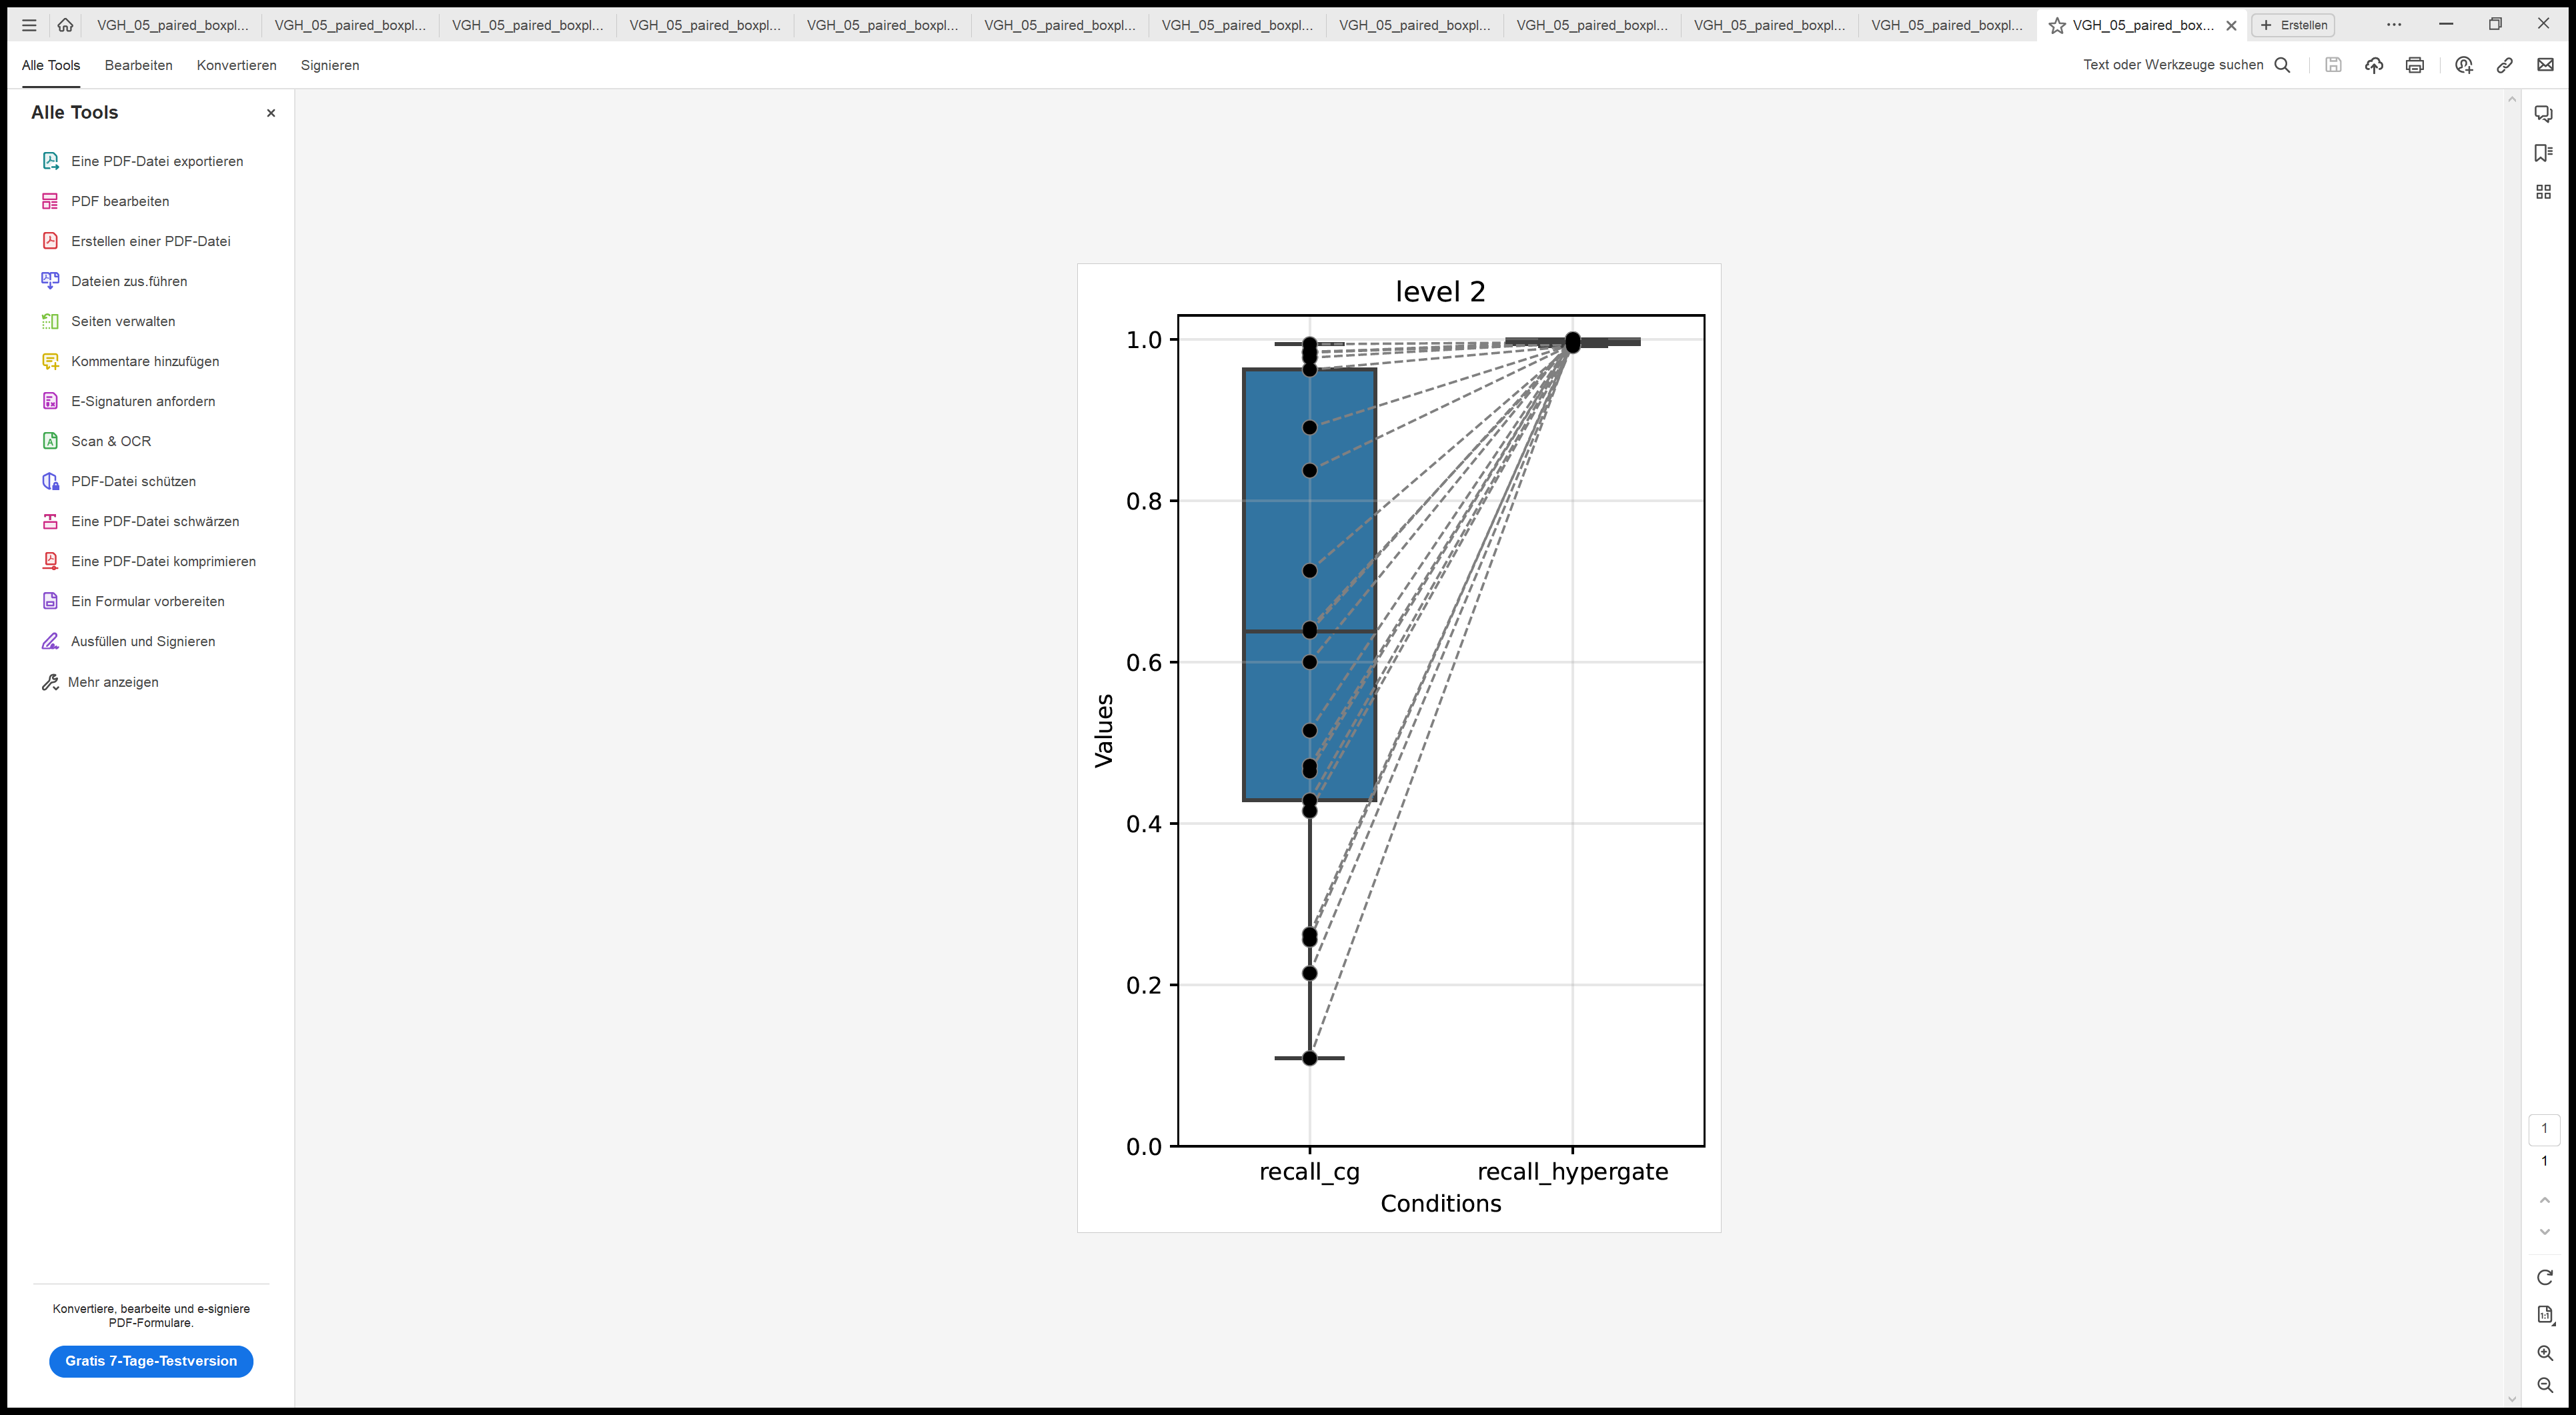 VGH_05_paired_boxpl... VGH_05_paired_boxpl... VGH_05_paired_boxpl... VGH_05_paired_boxpl... VGH_05_paired_boxpl... VGH_05_paired_boxpl... VGH_05_paired_boxpl... VGH_05_paired_boxpl... VGH_05_paired_boxpl... VGH_05_paired_boxpl... VGH_05_paired_boxpl... VGH_05_paired_box... Erstellen
Alle Tools Bearbeiten Konvertieren Signieren Text oder Werkzeuge suchen
Alle Tools
Eine PDF-Datei exportieren
PDF bearbeiten
Erstellen einer PDF-Datei
Dateien zus.führen
Seiten verwalten
Kommentare hinzufügen
E-Signaturen anfordern
Scan & OCR
PDF-Datei schützen
Eine PDF-Datei schwärzen
Eine PDF-Datei komprimieren
Ein Formular vorbereiten
Ausfüllen und Signieren
Mehr anzeigen
Konvertiere, bearbeite und e-signiere
PDF-Formulare.
Gratis 7-Tage-Testversion
level 2
1.0
0.8
0.6
0.4
0.2
0.0
Values
recall_cg recall_hypergate
Conditions
1
1
1:1